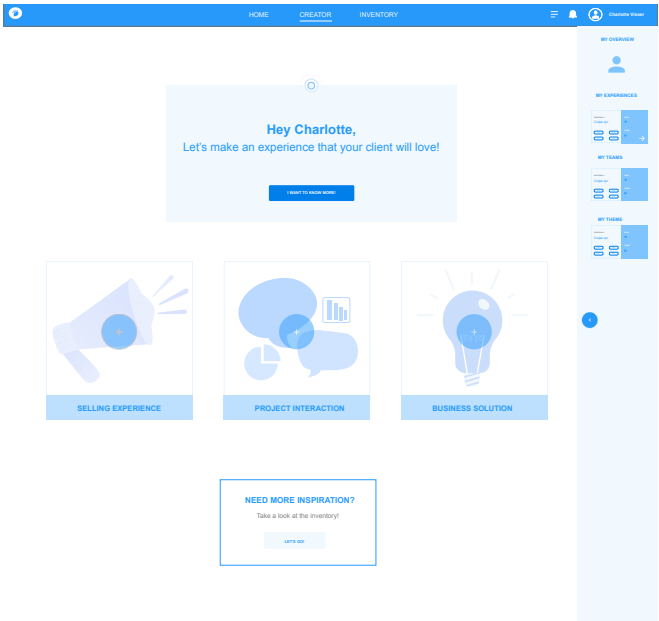 HOME CREATOR INVENTORY
Charlotte Visser
MY OVERVIEW
MY EXPERIENCES
MY TEAMS
MY THEME
Hey Charlotte,
Let's make an experience that your client will love!
I WANT TO KNOW MORE!
SELLING EXPERIENCE
PROJECT INTERACTION
BUSINESS SOLUTION
NEED MORE INSPIRATION?
Take a look at the inventory!
LET'S GO!